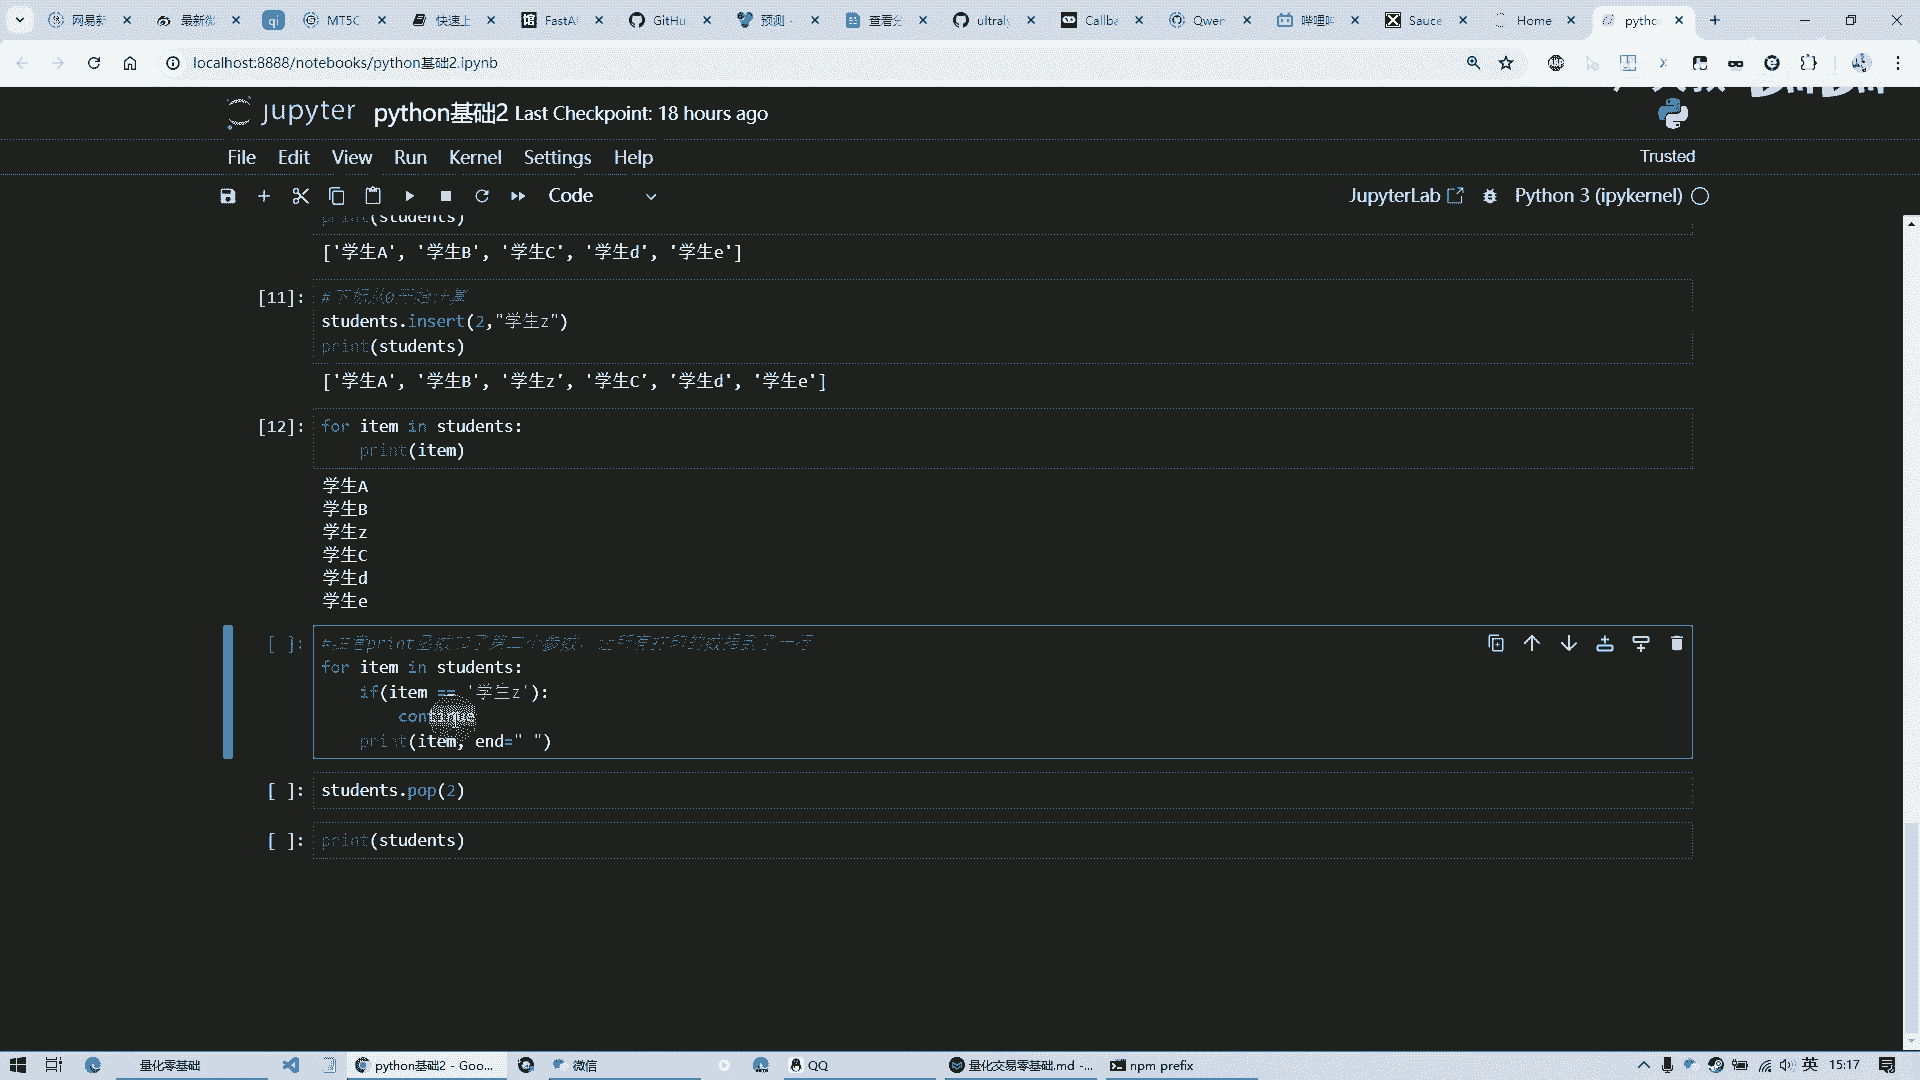 网易新
最新微
qi
MT5C
快速上
FastA
GitHu
预测 -
查看分
ultraly
Callba
Qwen
哔哩哔
Sauce
Home
pytho
localhost:8888/notebooks/python基础2.ipynb
jupyter python基础2 Last Checkpoint: 18 hours ago
File Edit View Run Kernel Settings Help
Trusted
Code
JupyterLab Python 3 (ipykernel)
print(students)
['学生A', '学生B', '学生C', '学生d', '学生e']
[11]: #下标从0开始计算
students.insert(2,"学生z")
print(students)
['学生A', '学生B', '学生z', '学生C', '学生d', '学生e']
[12]: for item in students:
print(item)
学生A
学生B
学生z
学生C
学生d
学生e
[ ]: #注意print函数加了第二个参数，让所有打印的数据到了一行
for item in students:
if(item == '学生z'):
continue
print(item, end=" ")
[ ]: students.pop(2)
[ ]: print(students)
量化零基础
python基础2 - Goo...
微信
QQ
量化交易零基础.md -...
npm prefix
英 15:17